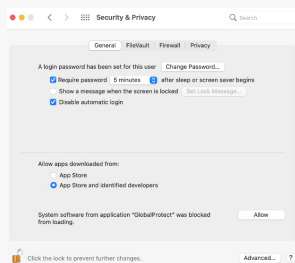 Security & Privacy
Search
General FileVault Firewall Privacy
A login password has been set for this user Change Password...
Require password 5 minutes after sleep or screen saver begins
Show a message when the screen is locked Set Lock Message...
Disable automatic login
Allow apps downloaded from:
App Store
App Store and identified developers
System software from application “GlobalProtect” was blocked Allow
from loading.
Click the lock to prevent further changes. Advanced... ?